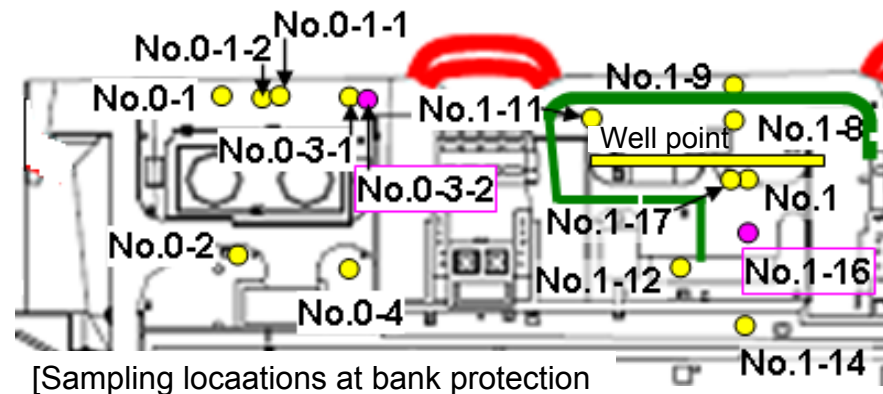 No.0-1-1
No.0-1-2
No.0-1
No.1-9
No.1-11
No.1-8
Well point
No.0-3-1
No.0-3-2
No.1-17
No.1
No.0-2
No.1-12
No.1-16
No.0-4
No.1-14
[Sampling locaations at bank protection